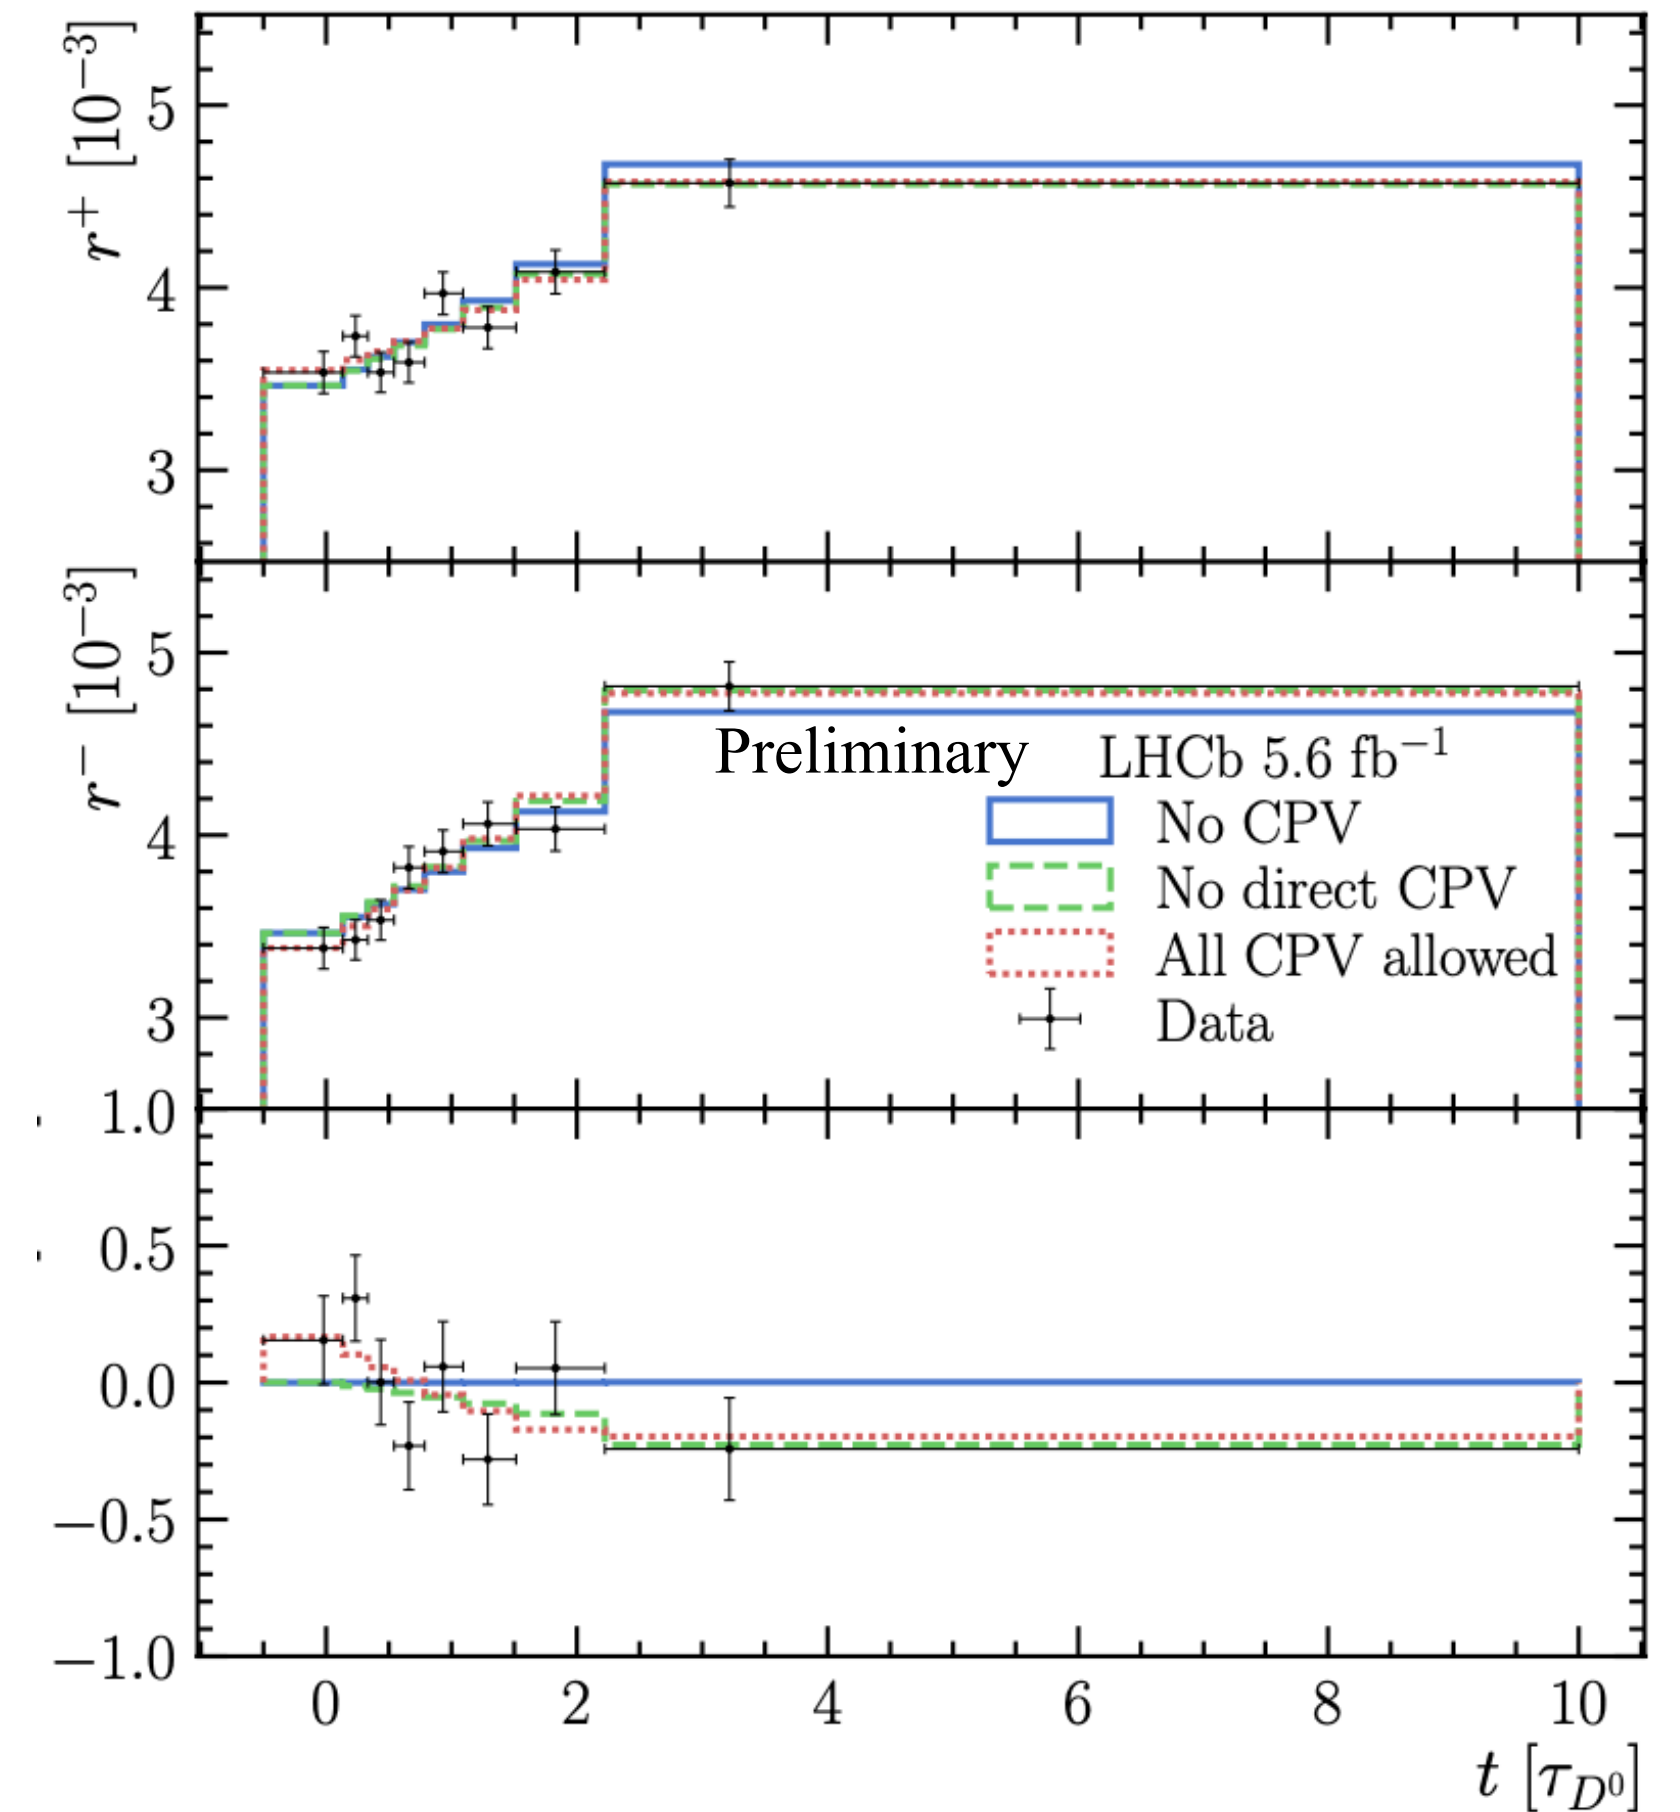 r⁺ [10⁻³]
5
4
3
r⁻ [10⁻³]
5
4
3
Preliminary LHCb 5.6 fb⁻¹
No CPV
No direct CPV
All CPV allowed
Data
1.0
0.5
0.0
−0.5
−1.0
0 2 4 6 8 10
t [τ_D⁰]